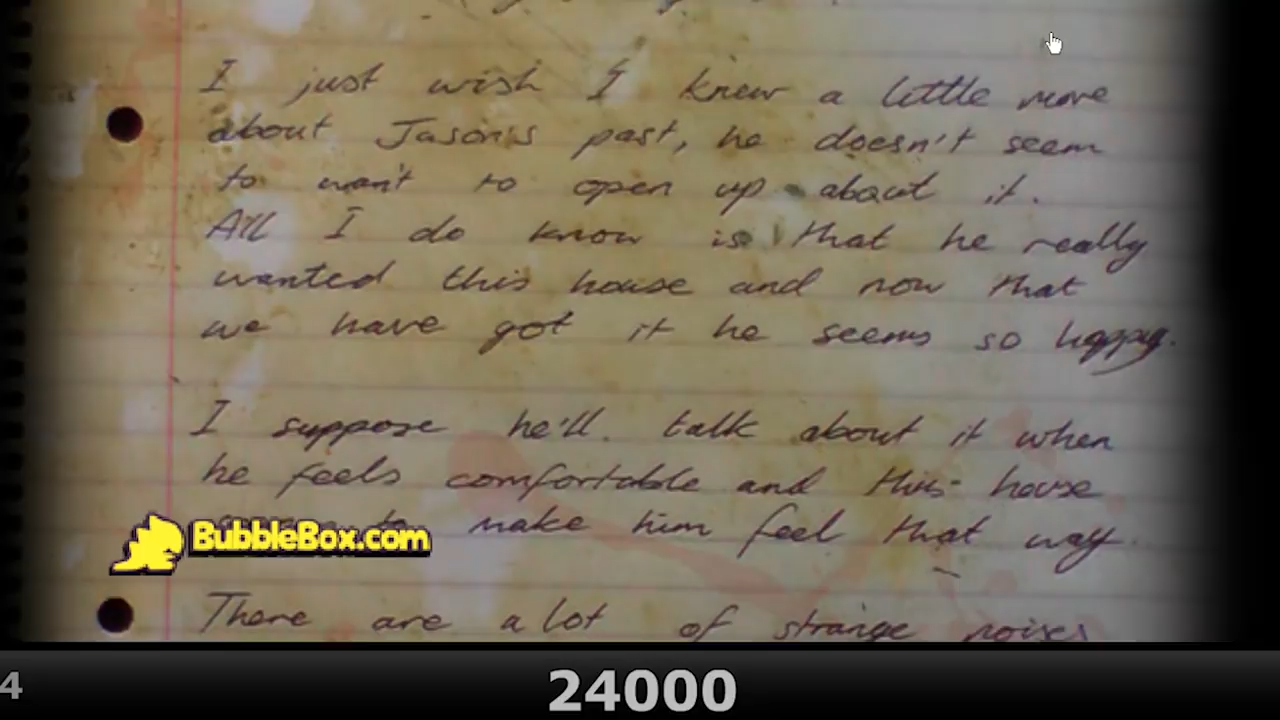 I just wish I knew a little more
about Jason's past, he doesn't seem
to want to open up about it.
All I do know is that he really
wanted this house and now that
we have got it he seems so happy.
I suppose he'll talk about it when
he feels comfortable and this house
to make him feel that way
BubbleBox.com
There are a lot of strange noises
4
24000